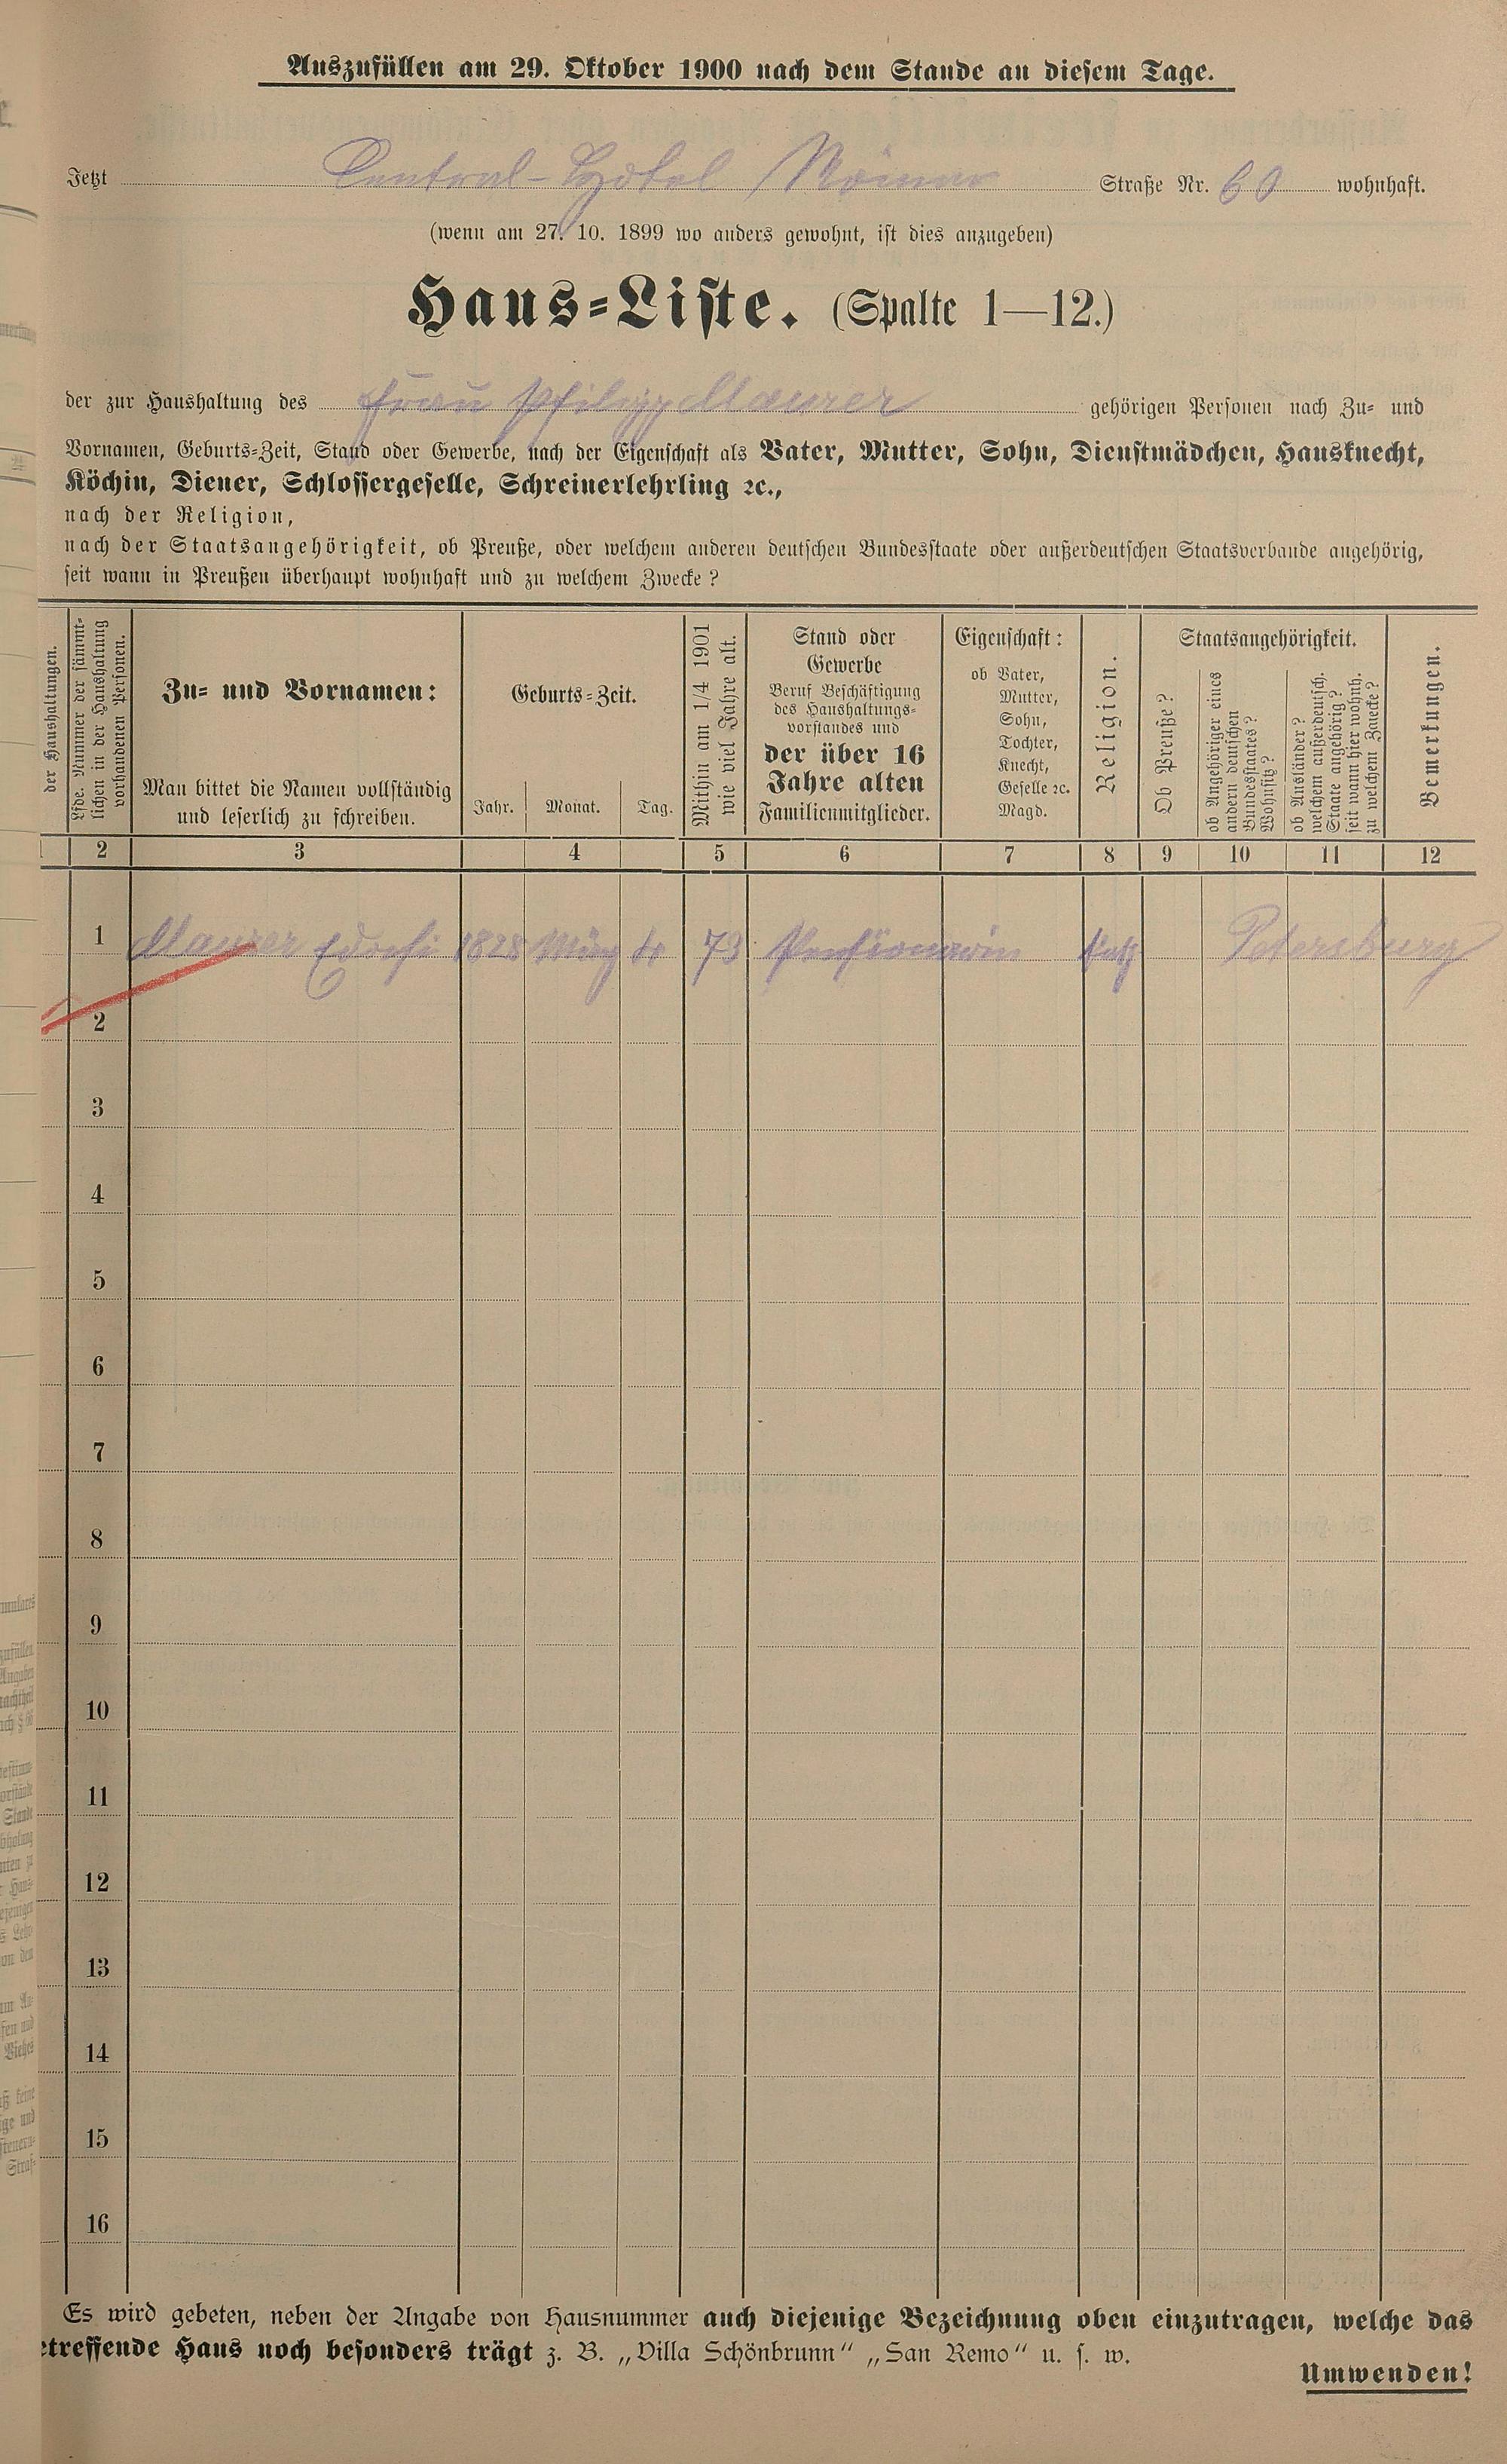 Auszufüllen am 29. Oktober 1900 nach dem Stande an diesem Tage.
Jetzt Central-Hôtel Straße Nr. 60 wohnhaft.
(wenn am 27. 10. 1899 wo anders gewohnt, ist dies anzugeben)
Haus-Liste. (Spalte 1—12.)
der zur Haushaltung des Frau Philipp Maurer gehörigen Personen nach Zu- und
Vornamen, Geburts-Zeit, Stand oder Gewerbe, nach der Eigenschaft als Vater, Mutter, Sohn, Dienstmädchen, Hausknecht,
Köchin, Diener, Schlossergeselle, Schreinerlehrling ꝛc.,
nach der Religion,
nach der Staatsangehörigkeit, ob Preuße, oder welchem anderen deutschen Bundesstaate oder außerdeutschen Staatsverbande angehörig,
seit wann in Preußen überhaupt wohnhaft und zu welchem Zwecke?
der Haushaltungen.
Lfde. Nummer der sämmt-
lichen in der Haushaltung
vorhandenen Personen.
Zu- und Vornamen:
Man bittet die Namen vollständig
und leserlich zu schreiben.
Geburts-Zeit.
Jahr. Monat. Tag.
Mithin am 1/4 1901
wie viel Jahre alt.
Stand oder
Gewerbe
Beruf Beschäftigung
des Haushaltungs-
vorstandes und
der über 16
Jahre alten
Familienmitglieder.
Eigenschaft:
ob Vater,
Mutter,
Sohn,
Tochter,
Knecht,
Geselle ꝛc.
Magd.
Religion.
Staatsangehörigkeit.
Ob Preuße?
ob Angehöriger eines
andern deutschen
Bundesstaates?
Wohnsitz?
ob Ausländer?
welchem außerdeutsch.
Staate angehörig?
seit wann hier wohnh.
zu welchem Zwecke?
Bemerkungen.
1 2 3 4 5 6 7 8 9 10 11 12
1 Maurer 1828 März 4 73 Pensionärin kath Petersburg
2
3
4
5
6
7
8
9
10
11
12
13
14
15
16
Es wird gebeten, neben der Angabe von Hausnummer auch diejenige Bezeichnung oben einzutragen, welche das
etreffende Haus noch besonders trägt z. B. „Villa Schönbrunn“ „San Remo“ u. s. w.
Umwenden!